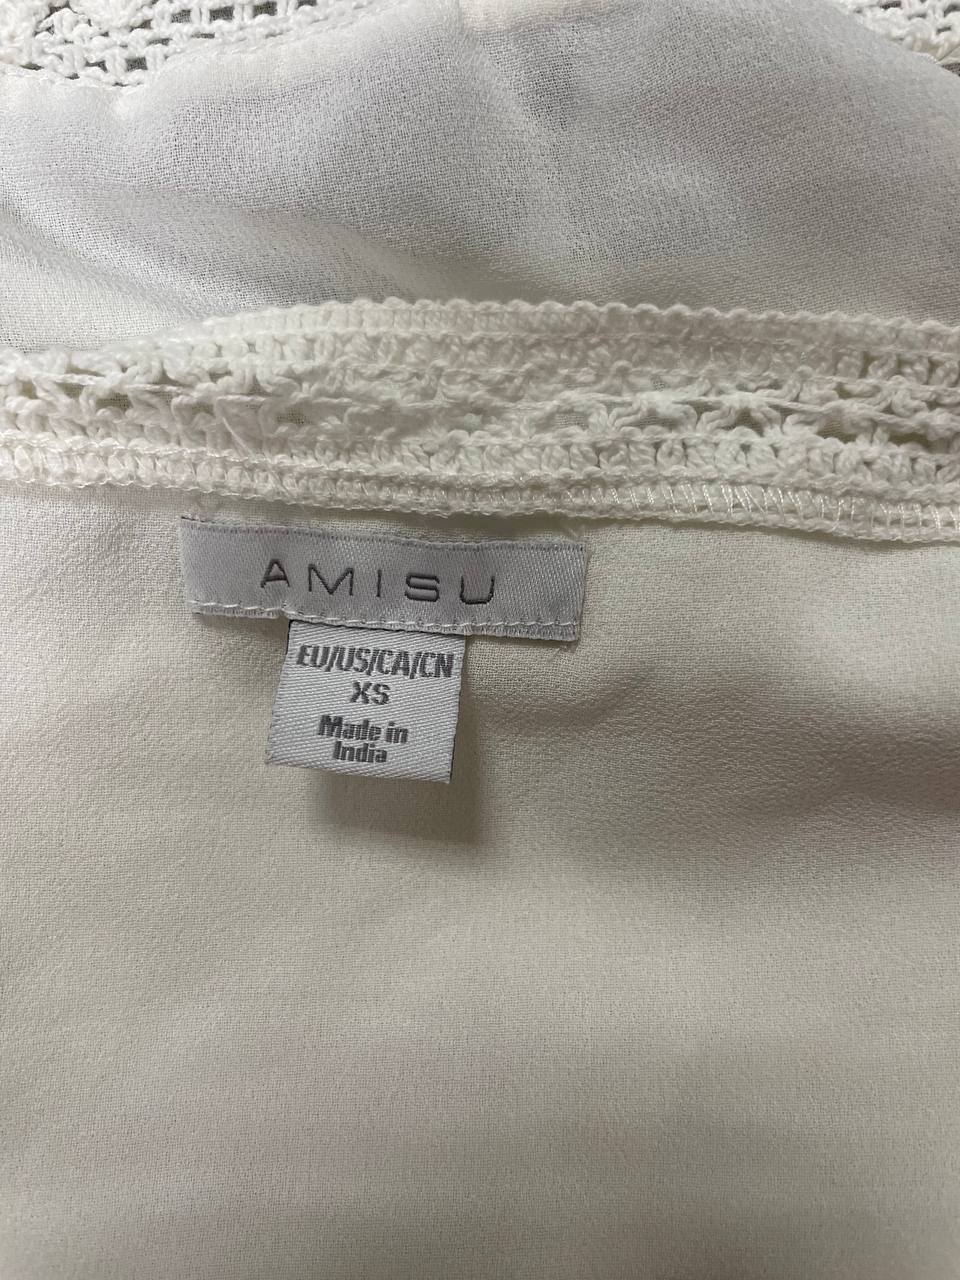 AMISU
EU/US/CA/CN
XS
Made in
India